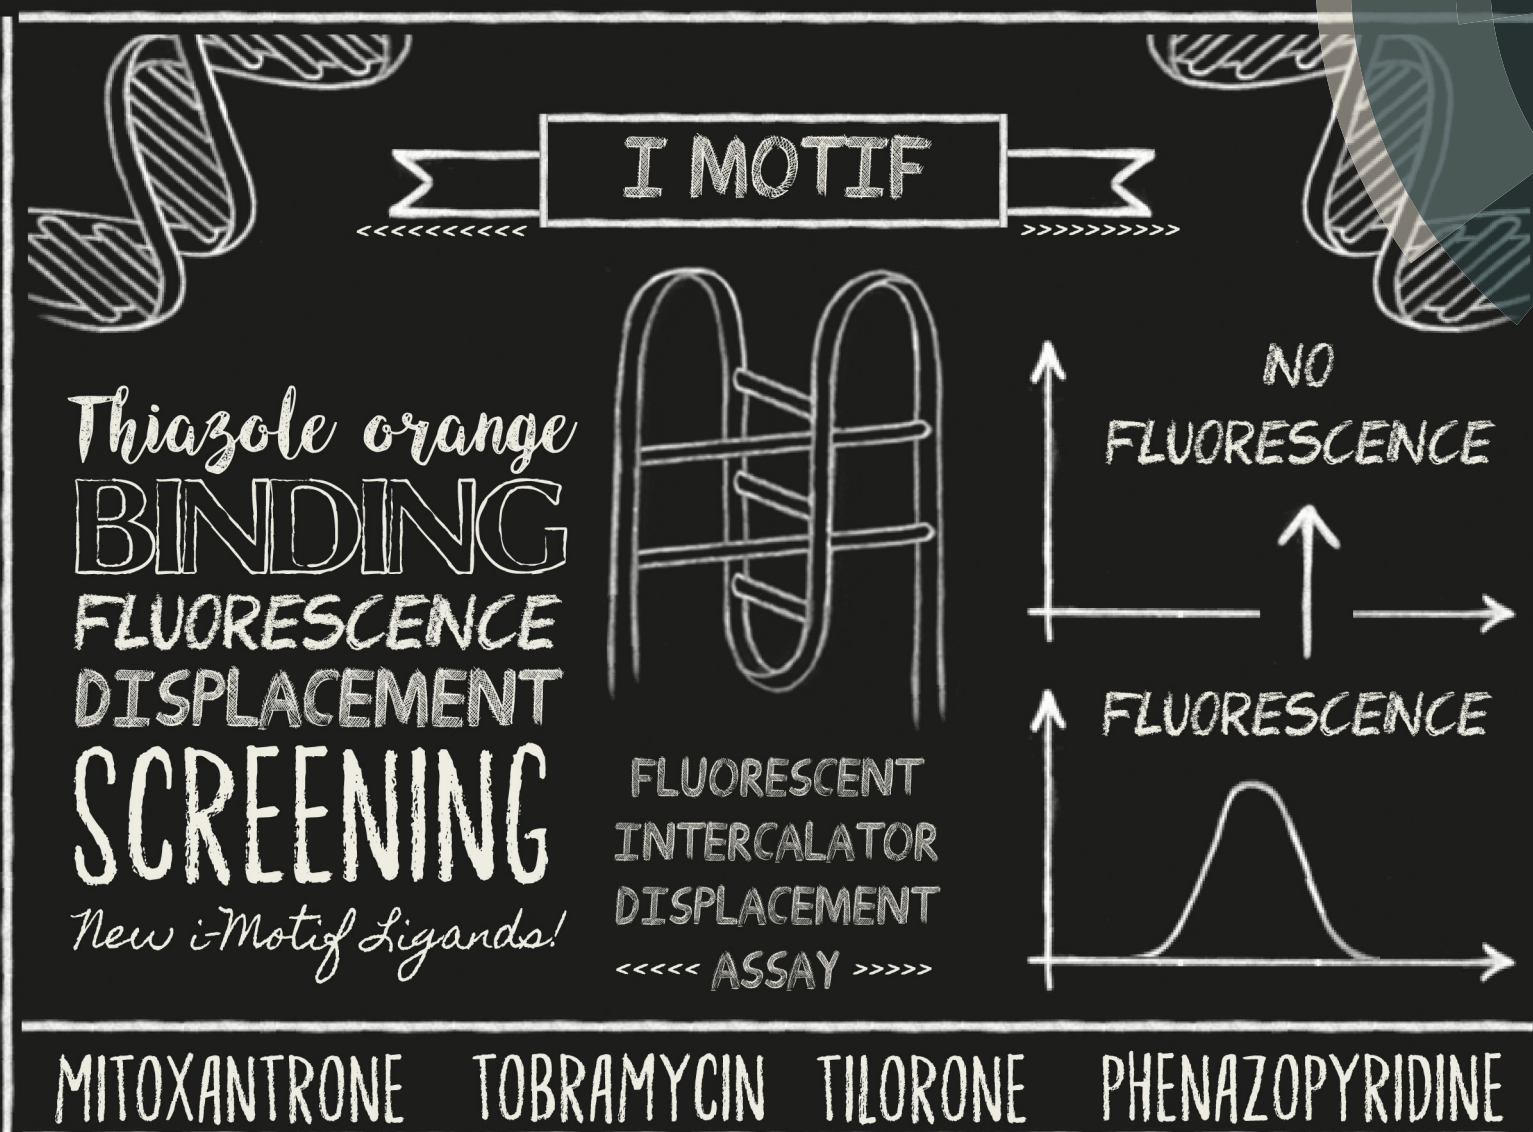 I MOTIF
<<<<<<<<<< >>>>>>>>>>
Thiazole orange
BINDING
FLUORESCENCE
DISPLACEMENT
SCREENING
New i-Motif Ligands!
FLUORESCENT
INTERCALATOR
DISPLACEMENT
<<<<< ASSAY >>>>>
NO
FLUORESCENCE
FLUORESCENCE
MITOXANTRONE TOBRAMYCIN TILORONE PHENAZOPYRIDINE